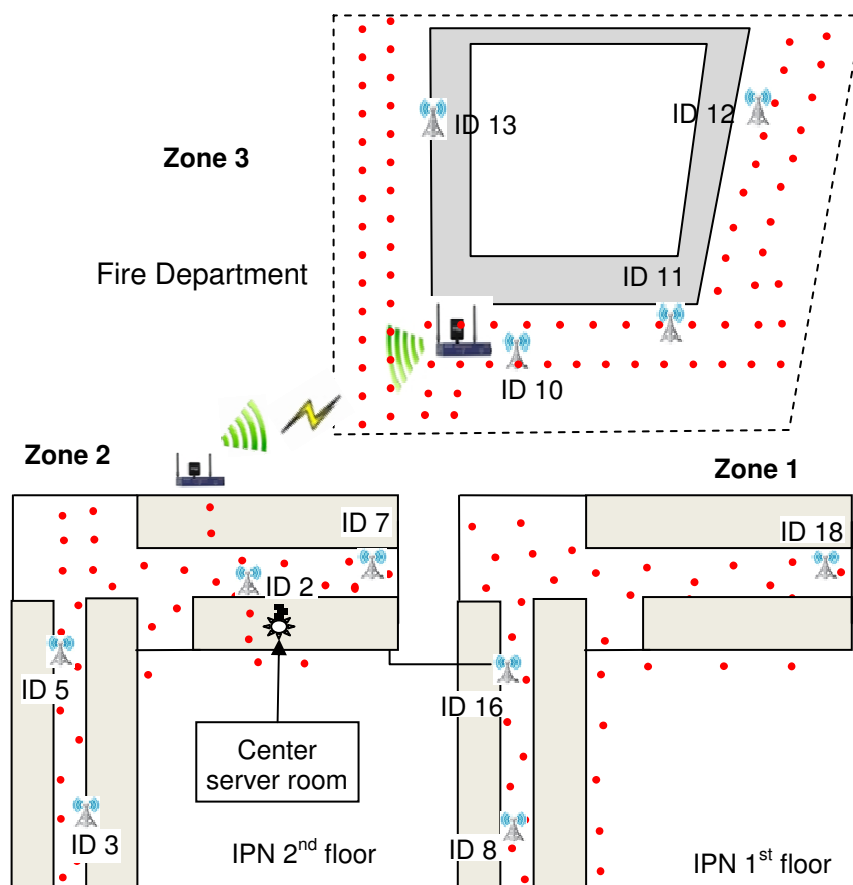 ID 13
ID 12
Zone 3
Fire Department
ID 11
ID 10
Zone 2
Zone 1
ID 7
ID 18
ID 2
ID 5
ID 16
Center
server room
ID 3
IPN 2nd floor
ID 8
IPN 1st floor